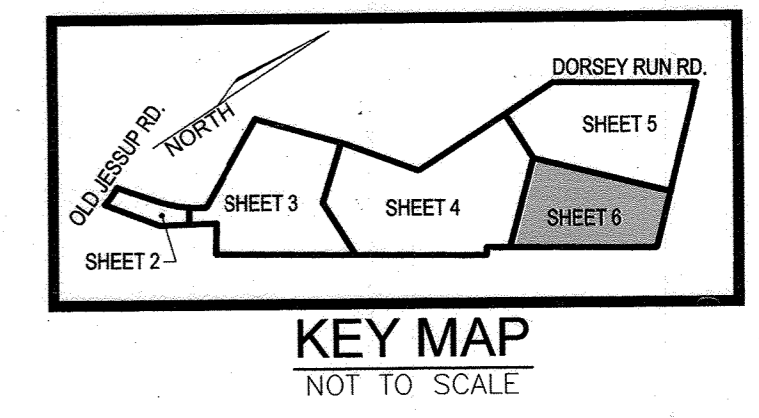 DORSEY RUN RD.
NORTH
OLD JESSUP RD.
SHEET 5
SHEET 3
SHEET 4
SHEET 6
SHEET 2
KEY MAP
NOT TO SCALE